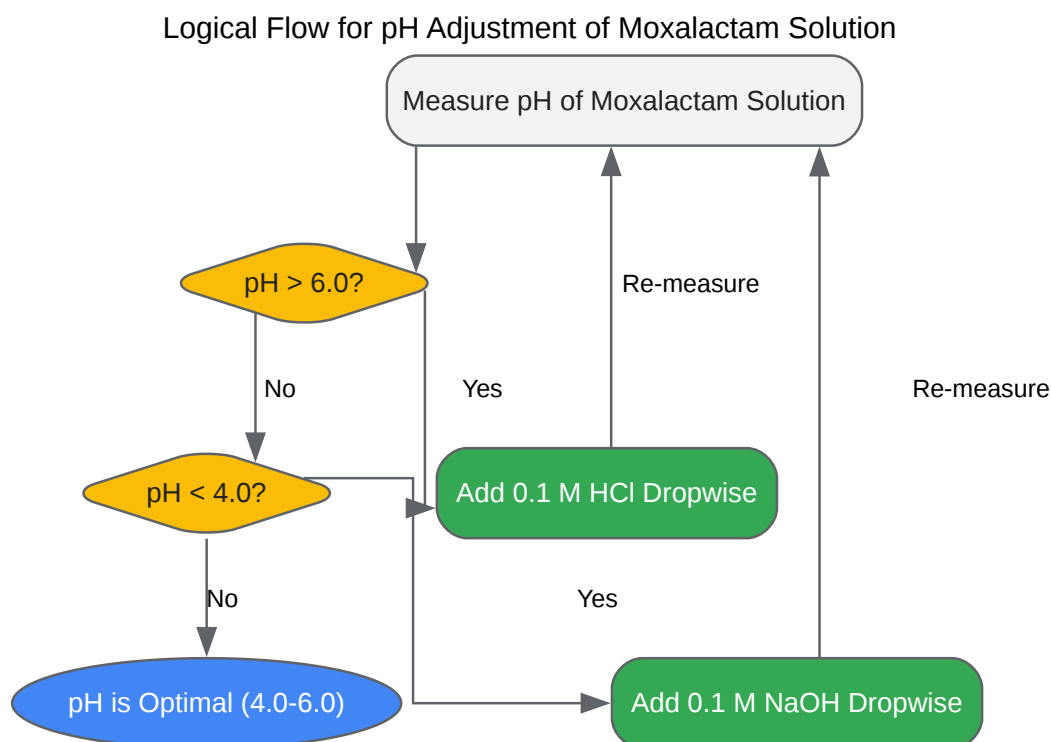 Logical Flow for pH Adjustment of Moxalactam Solution
Measure pH of Moxalactam Solution
pH > 6.0?
Re-measure
No
Yes
Re-measure
pH < 4.0?
Add 0.1 M HCl Dropwise
No
Yes
pH is Optimal (4.0-6.0)
Add 0.1 M NaOH Dropwise